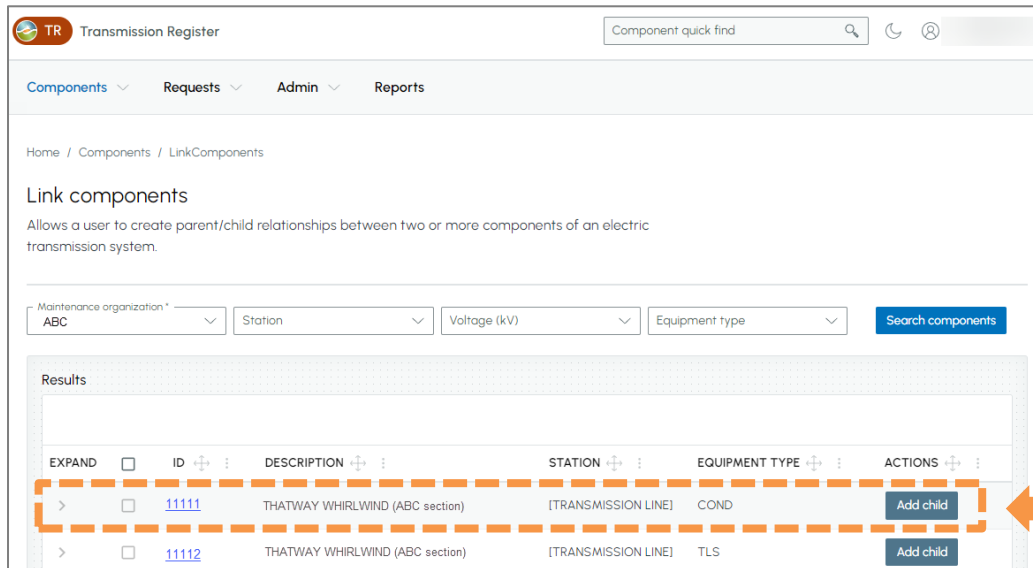 TR Transmission Register Component quick find
Components Requests Admin Reports
Home / Components / LinkComponents
Link components
Allows a user to create parent/child relationships between two or more components of an electric
transmission system.
Maintenance organization *
ABC Station Voltage (kV) Equipment type Search components
Results
EXPAND ID DESCRIPTION STATION EQUIPMENT TYPE ACTIONS
11111 THATWAY WHIRLWIND (ABC section) [TRANSMISSION LINE] COND Add child
11112 THATWAY WHIRLWIND (ABC section) [TRANSMISSION LINE] TLS Add child